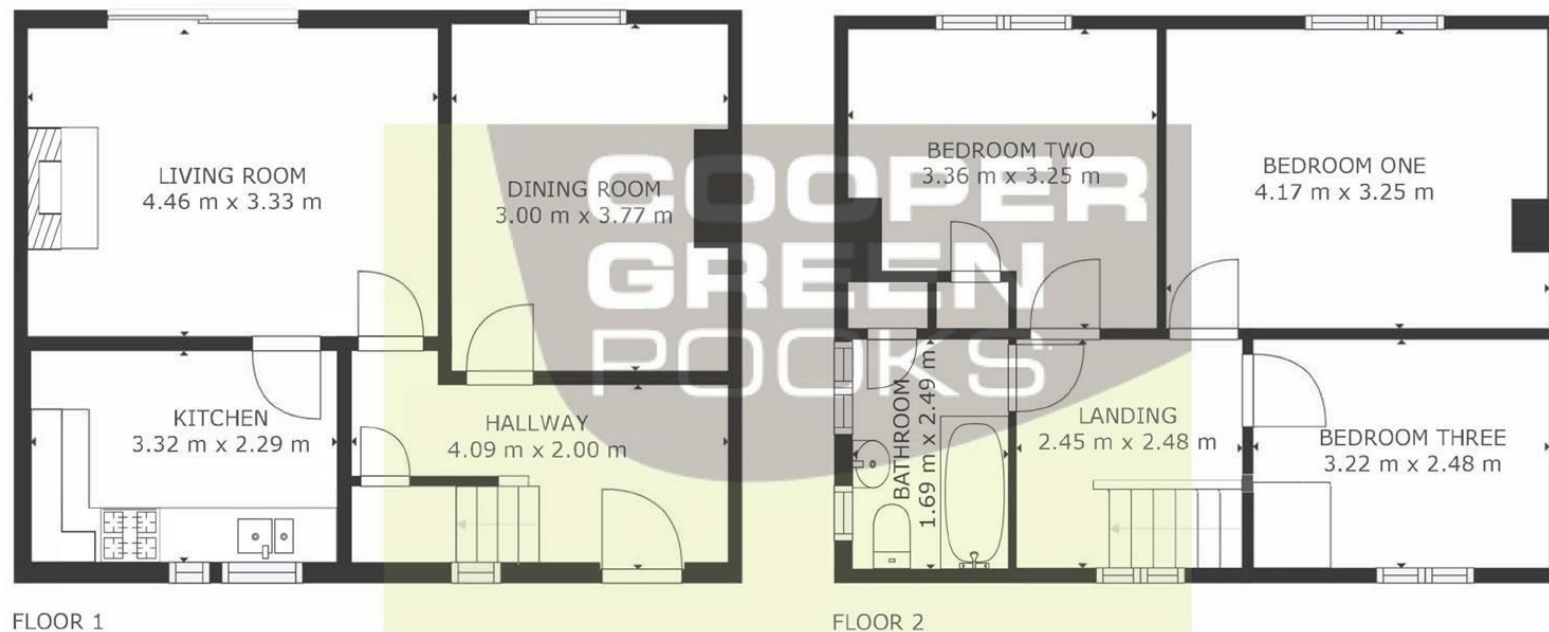 LIVING ROOM
4.46 m x 3.33 m
DINING ROOM
3.00 m x 3.77 m
KITCHEN
3.32 m x 2.29 m
HALLWAY
4.09 m x 2.00 m
FLOOR 1
BEDROOM TWO
3.36 m x 3.25 m
BEDROOM ONE
4.17 m x 3.25 m
BATHROOM
1.69 m x 2.49 m
LANDING
2.45 m x 2.48 m
BEDROOM THREE
3.22 m x 2.48 m
FLOOR 2
COOPER
GREEN
POOKS